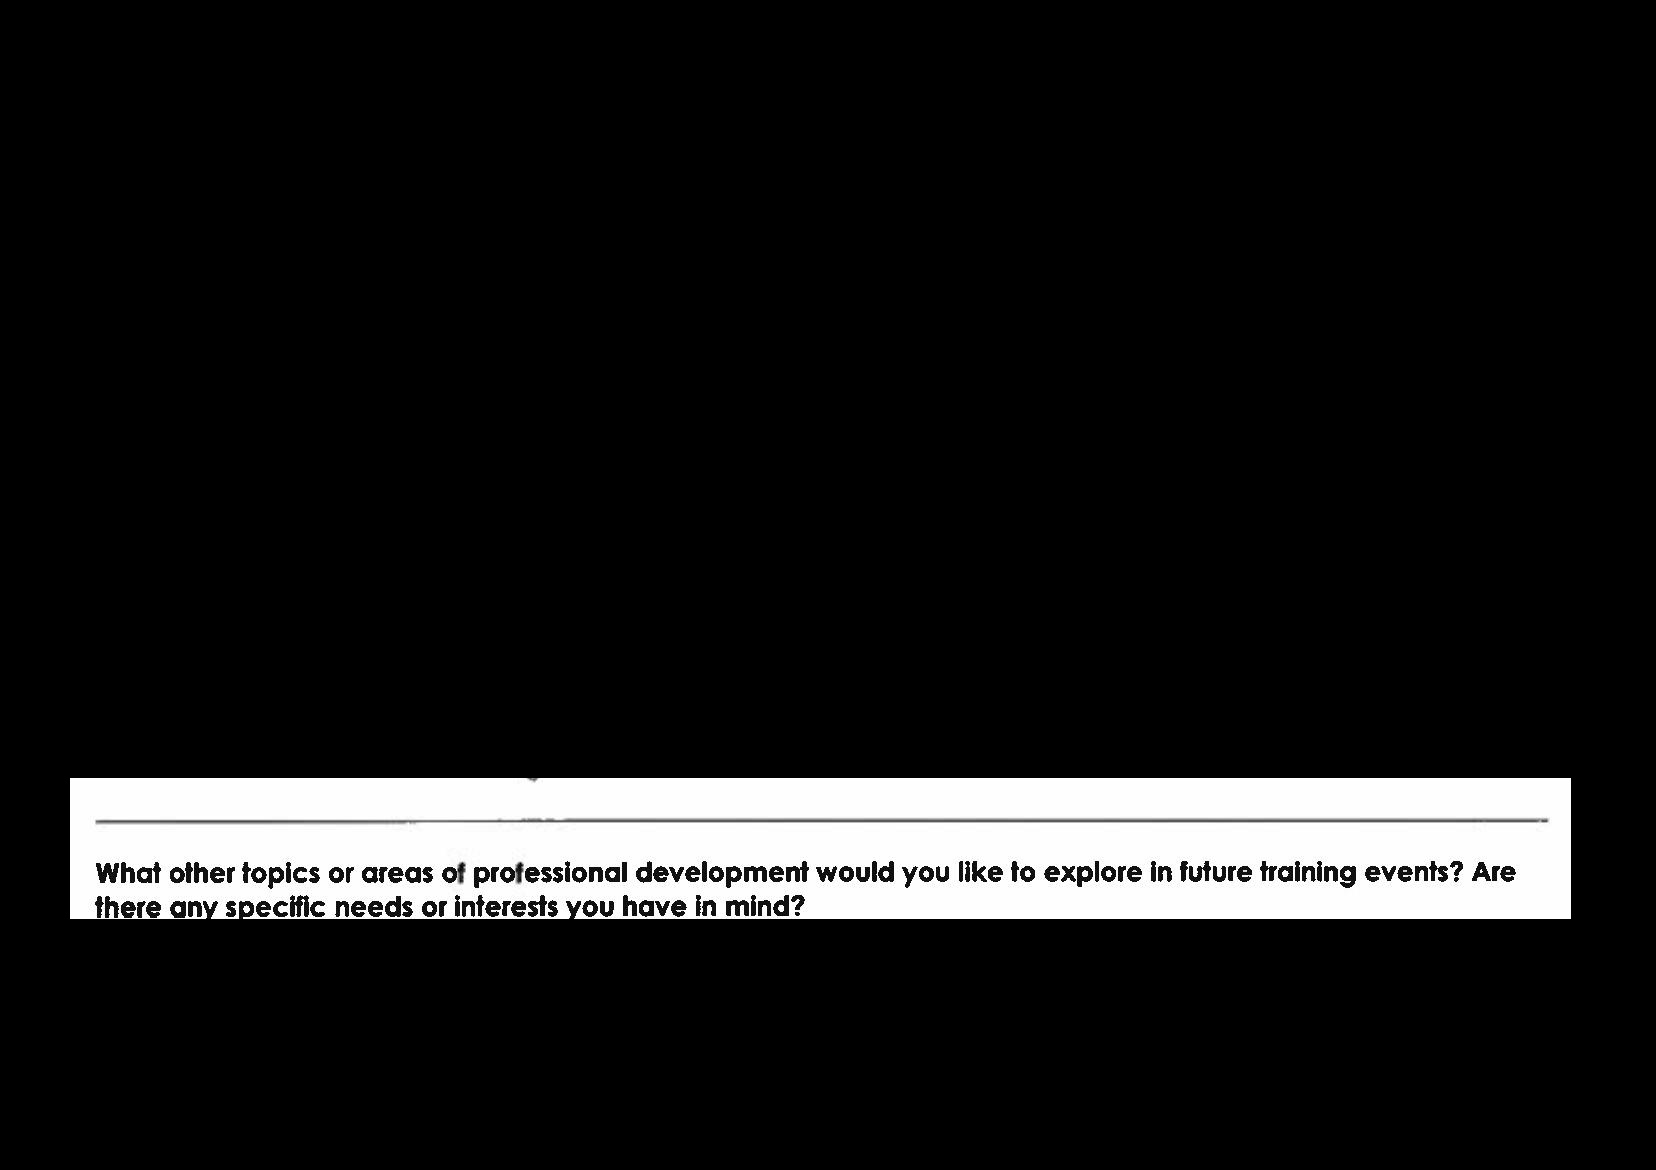 What other topics or areas of professional development would you like to explore in future training events? Are
there any specific needs or interests you have in mind?